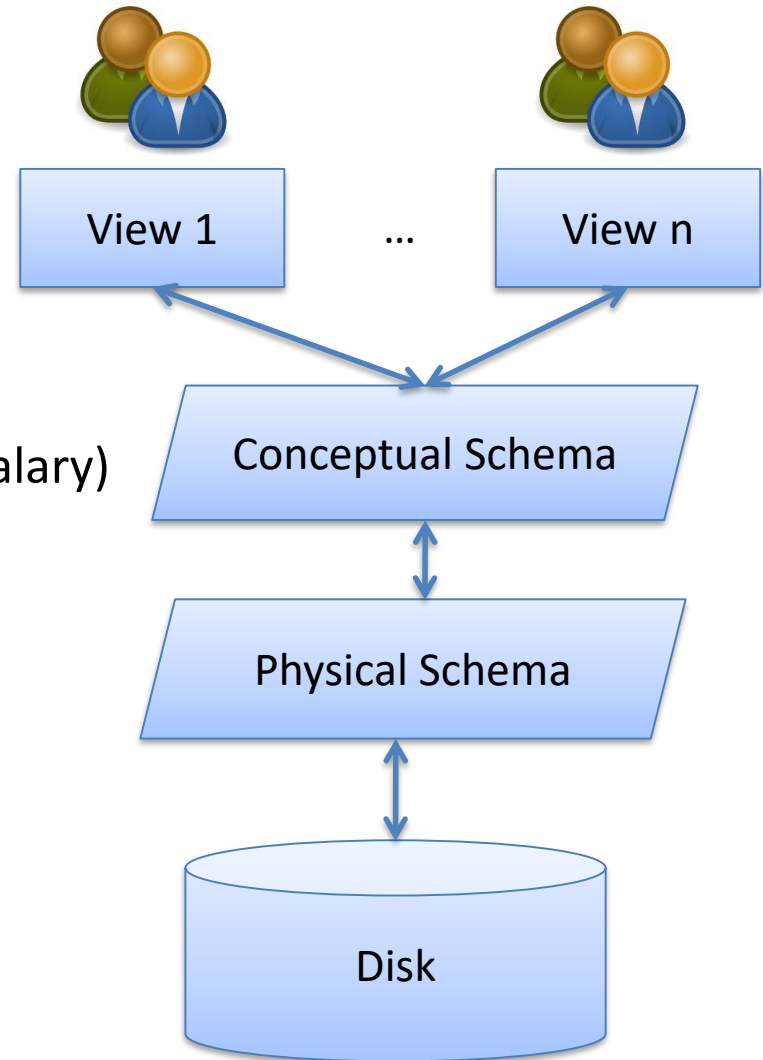 View 1
…
View n
alary)
Conceptual Schema
Physical Schema
Disk